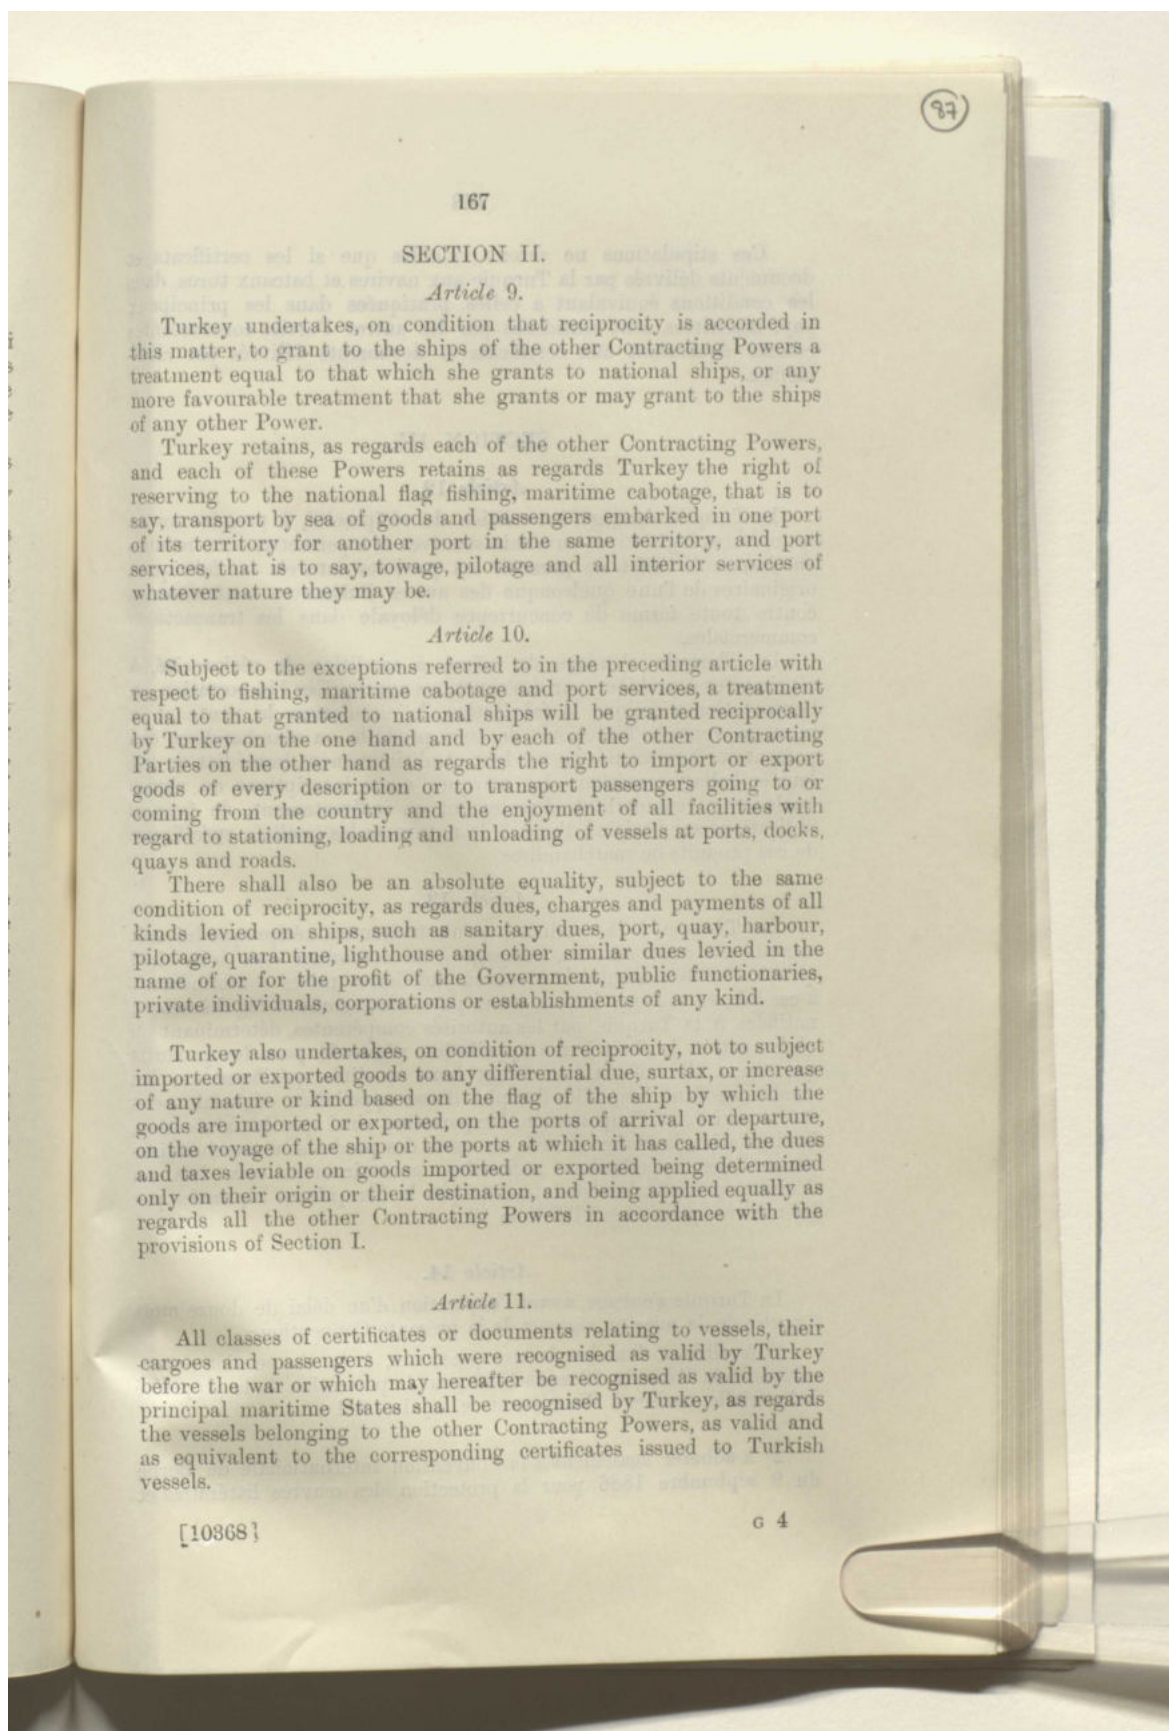 87
167
SECTION II.
Article 9.
Turkey undertakes, on condition that reciprocity is accorded in
this matter, to grant to the ships of the other Contracting Powers a
treatment equal to that which she grants to national ships, or any
more favourable treatment that she grants or may grant to the ships
of any other Power.
Turkey retains, as regards each of the other Contracting Powers,
and each of these Powers retains as regards Turkey the right of
reserving to the national flag fishing, maritime cabotage, that is to
say, transport by sea of goods and passengers embarked in one port
of its territory for another port in the same territory, and port
services, that is to say, towage, pilotage and all interior services of
whatever nature they may be.
Article 10.
Subject to the exceptions referred to in the preceding article with
respect to fishing, maritime cabotage and port services, a treatment
equal to that granted to national ships will be granted reciprocally
by Turkey on the one hand and by each of the other Contracting
Parties on the other hand as regards the right to import or export
goods of every description or to transport passengers going to or
coming from the country and the enjoyment of all facilities with
regard to stationing, loading and unloading of vessels at ports, docks,
quays and roads.
There shall also be an absolute equality, subject to the same
condition of reciprocity, as regards dues, charges and payments of all
kinds levied on ships, such as sanitary dues, port, quay, harbour,
pilotage, quarantine, lighthouse and other similar dues levied in the
name of or for the profit of the Government, public functionaries,
private individuals, corporations or establishments of any kind.
Turkey also undertakes, on condition of reciprocity, not to subject
imported or exported goods to any differential due, surtax, or increase
of any nature or kind based on the flag of the ship by which the
goods are imported or exported, on the ports of arrival or departure,
on the voyage of the ship or the ports at which it has called, the dues
and taxes leviable on goods imported or exported being determined
only on their origin or their destination, and being applied equally as
regards all the other Contracting Powers in accordance with the
provisions of Section I.
Article 11.
All classes of certificates or documents relating to vessels, their
cargoes and passengers which were recognised as valid by Turkey
before the war or which may hereafter be recognised as valid by the
principal maritime States shall be recognised by Turkey, as regards
the vessels belonging to the other Contracting Powers, as valid and
as equivalent to the corresponding certificates issued to Turkish
vessels.
[10368]
G 4